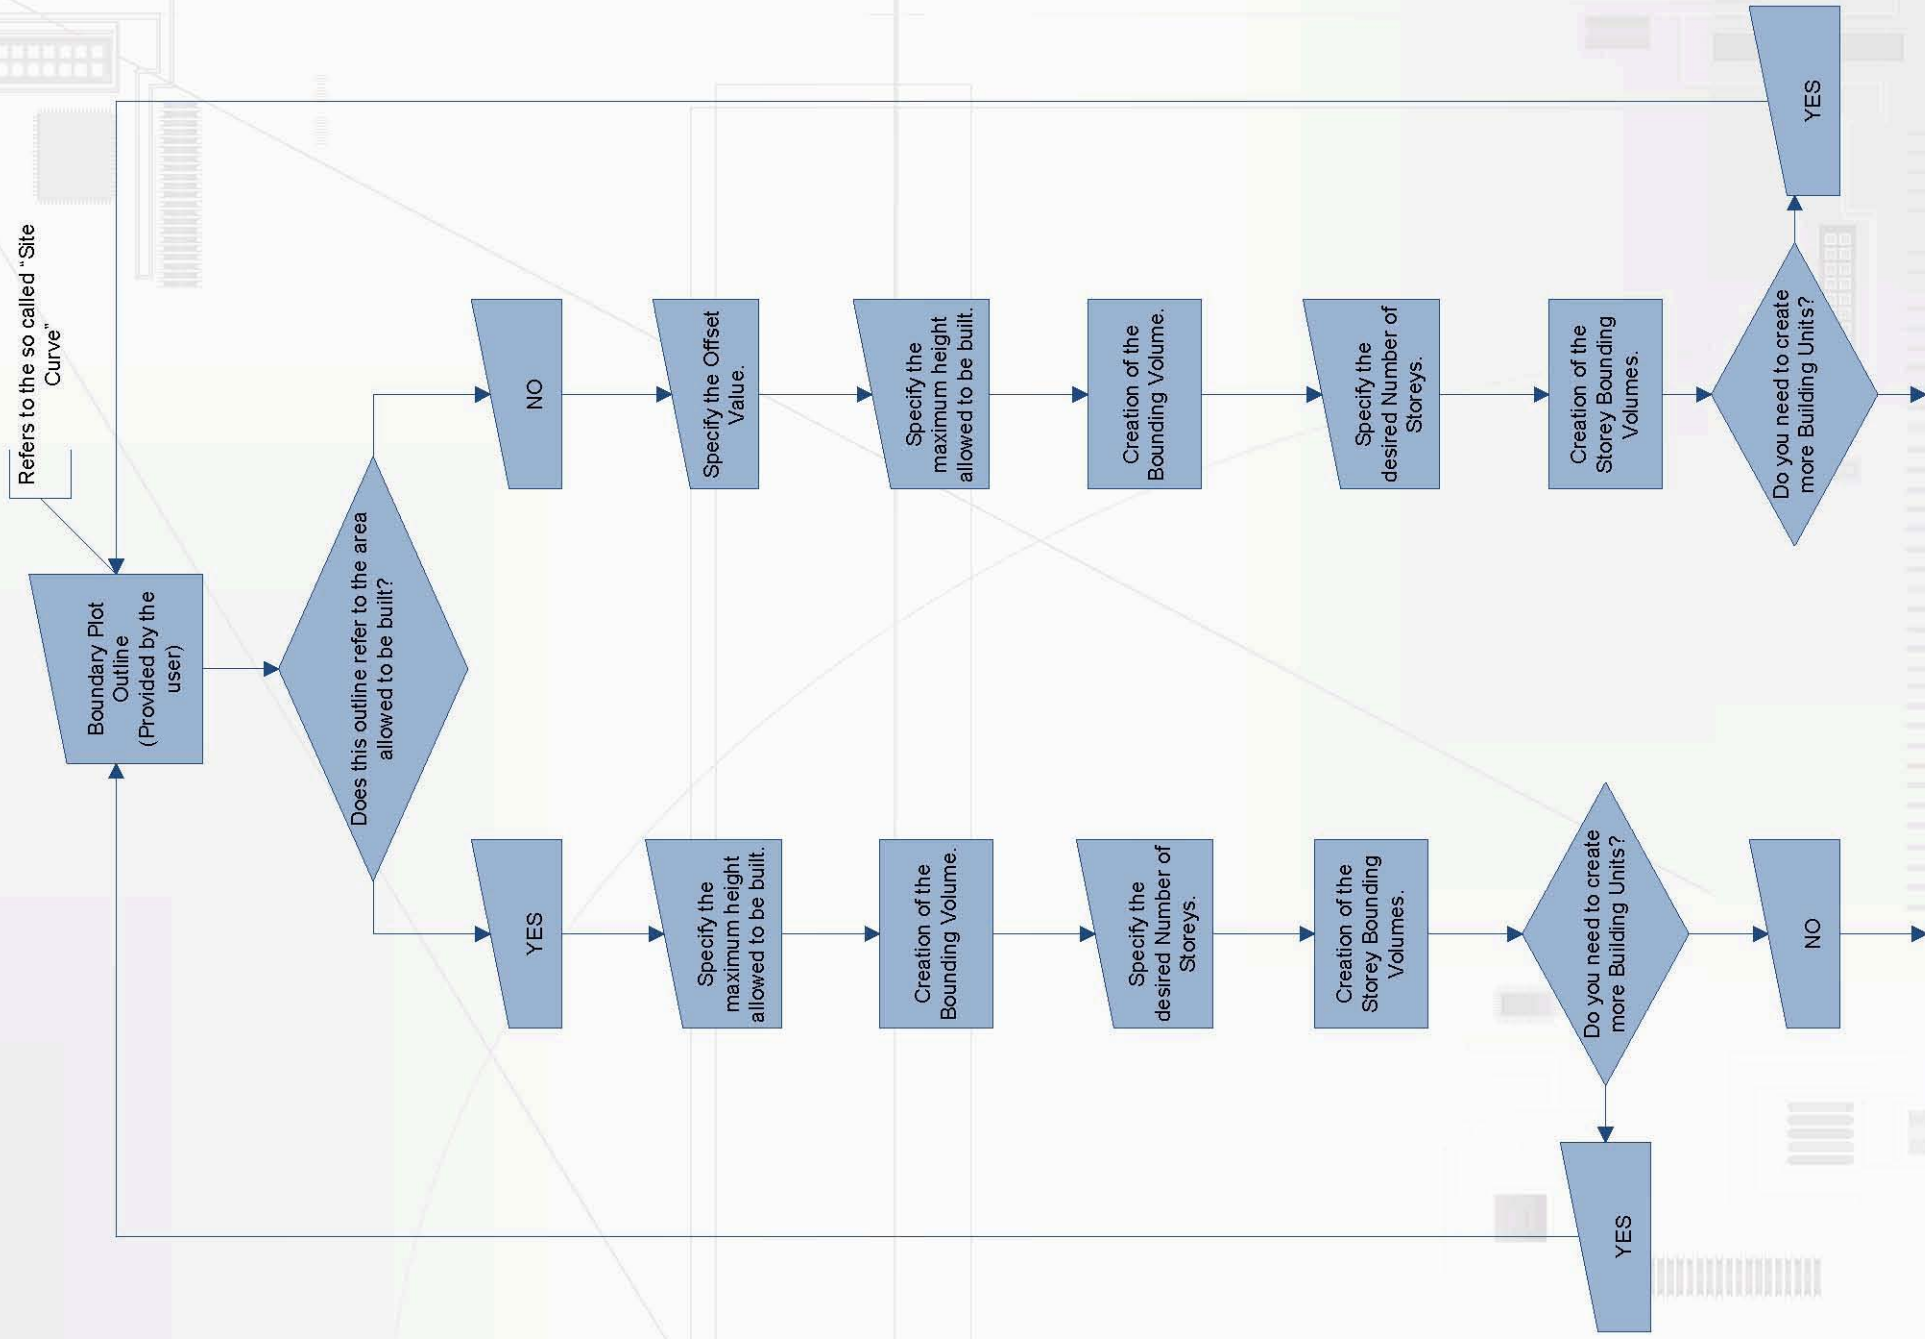 Refers to the so called "Site
Curve"
Boundary Plot
Outline
(Provided by the
user)
Does this outline refer to the area
allowed to be built?
YES
Specify the
maximum height
allowed to be built.
Creation of the
Bounding Volume.
Specify the
desired Number of
Storeys.
Creation of the
Storey Bounding
Volumes.
Do you need to create
more Building Units?
YES
NO
NO
Specify the Offset
Value.
Specify the
maximum height
allowed to be built.
Creation of the
Bounding Volume.
Specify the
desired Number of
Storeys.
Creation of the
Storey Bounding
Volumes.
Do you need to create
more Building Units?
YES